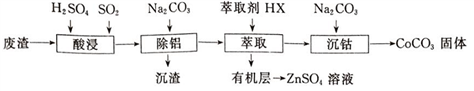 H₂SO₄ SO₂ Na₂CO₃ 萃取剂 HX Na₂CO₃
废渣 酸浸 除铝 萃取 沉钴 CoCO₃ 固体
沉渣 有机层 ZnSO₄ 溶液